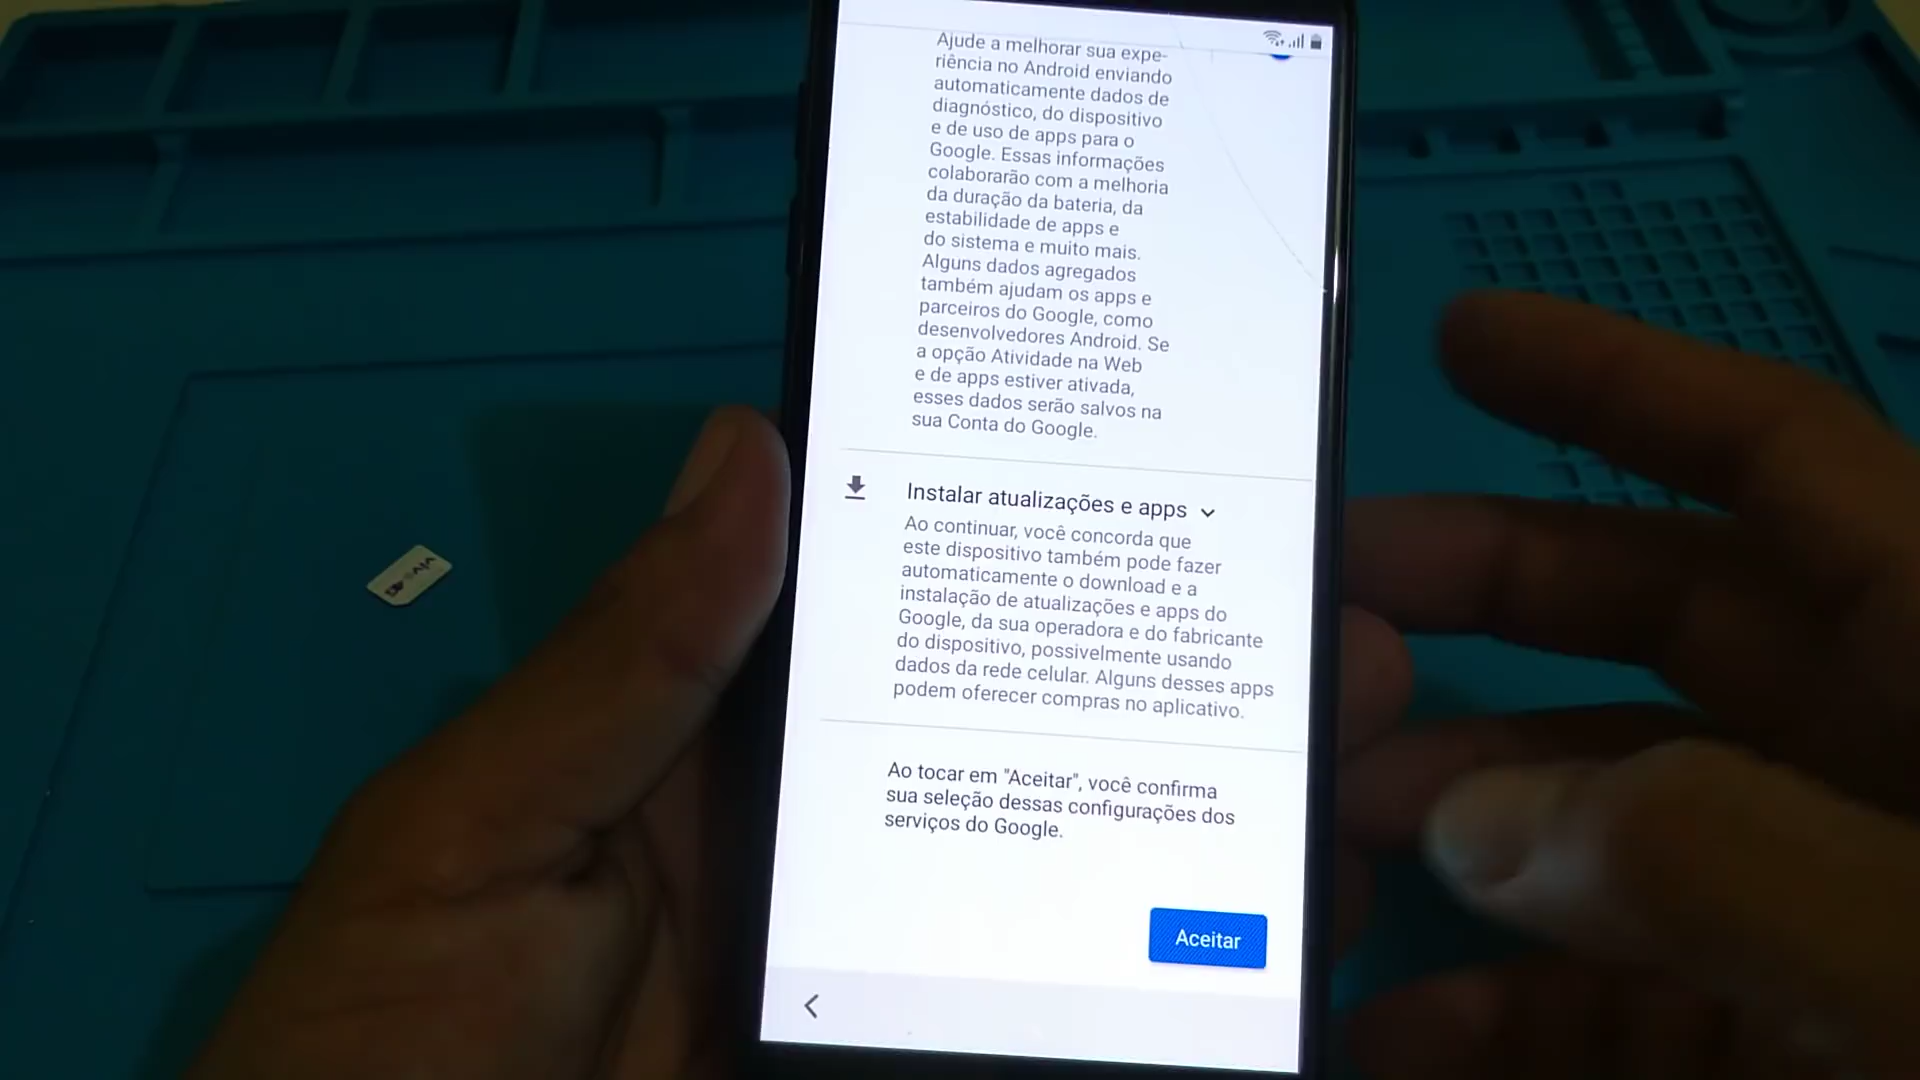 Ajude a melhorar sua expe-
riência no Android enviando
automaticamente dados de
diagnóstico, do dispositivo
e de uso de apps para o
Google. Essas informações
colaborarão com a melhoria
da duração da bateria, da
estabilidade de apps e
do sistema e muito mais.
Alguns dados agregados
também ajudam os apps e
parceiros do Google, como
desenvolvedores Android. Se
a opção Atividade na Web
e de apps estiver ativada,
esses dados serão salvos na
sua Conta do Google.
Instalar atualizações e apps
Ao continuar, você concorda que
este dispositivo também pode fazer
automaticamente o download e a
instalação de atualizações e apps do
Google, da sua operadora e do fabricante
do dispositivo, possivelmente usando
dados da rede celular. Alguns desses apps
podem oferecer compras no aplicativo.
Ao tocar em "Aceitar", você confirma
sua seleção dessas configurações dos
serviços do Google.
Aceitar